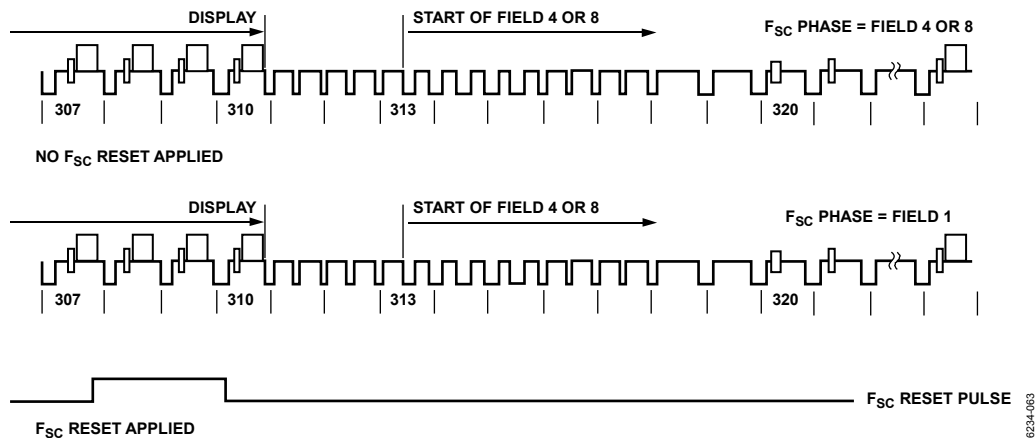 DISPLAY
START OF FIELD 4 OR 8
FSC PHASE = FIELD 4 OR 8
307
310
313
320
NO FSC RESET APPLIED
DISPLAY
START OF FIELD 4 OR 8
FSC PHASE = FIELD 1
307
310
313
320
FSC RESET PULSE
FSC RESET APPLIED
6234-063